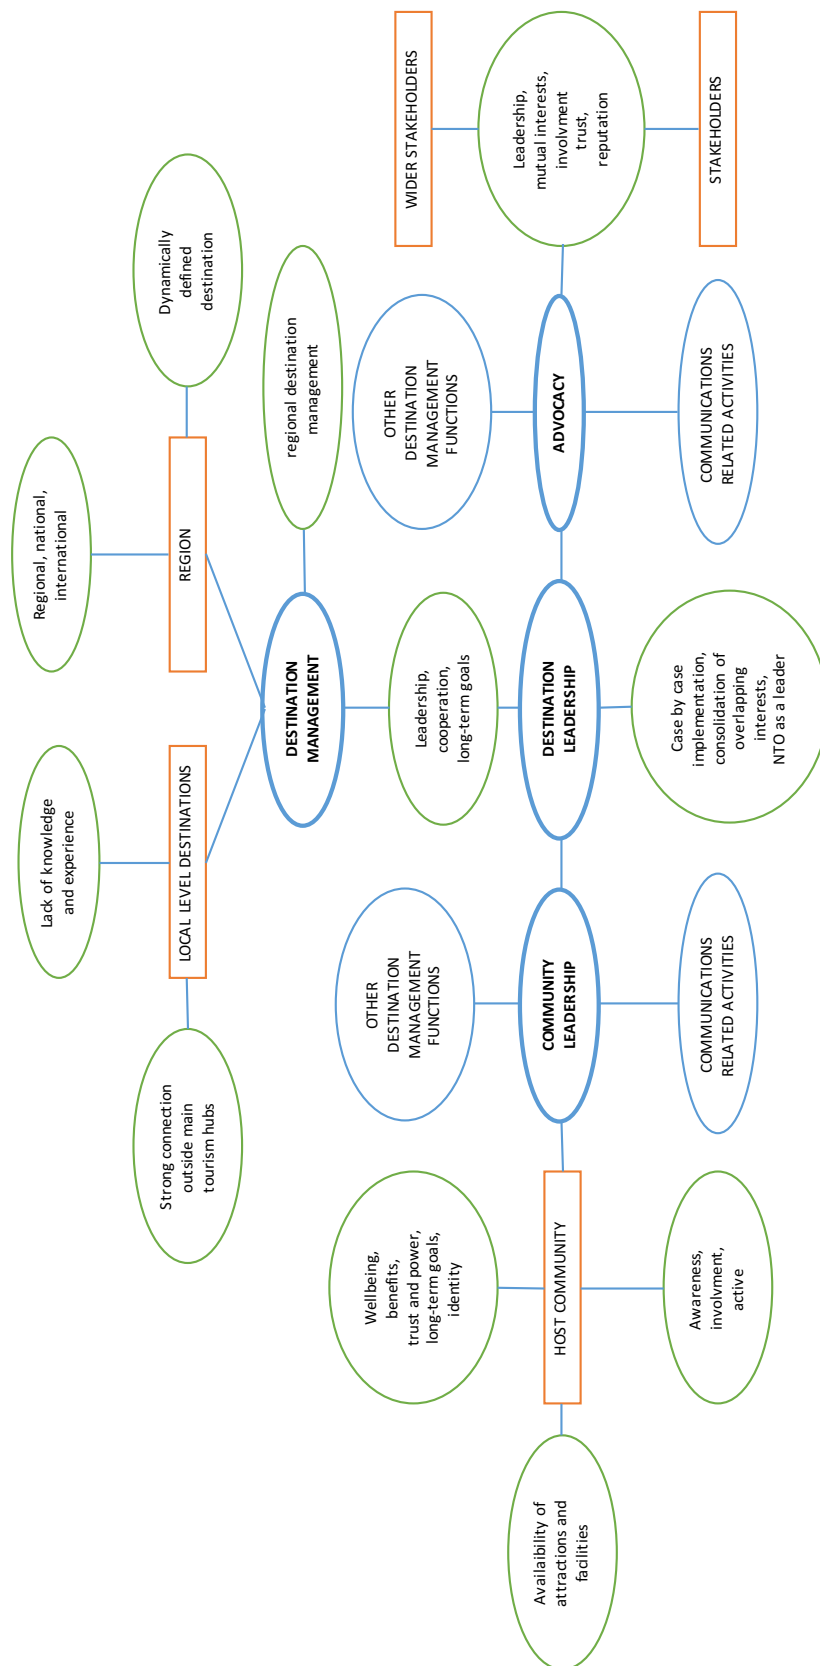 Regional, national,
international
Lack of knowledge
and experience
Strong connection
outside main
tourism hubs
LOCAL LEVEL DESTINATIONS
REGION
Dynamically
defined
destination
DESTINATION
MANAGEMENT
regional destination
management
Wellbeing,
benefits,
trust and power,
long-term goals,
identity
OTHER
DESTINATION
MANAGEMENT
FUNCTIONS
Leadership,
cooperation,
long-term goals
OTHER
DESTINATION
MANAGEMENT
FUNCTIONS
WIDER STAKEHOLDERS
Availaibility of
attractions and
facilities
HOST COMMUNITY
COMMUNITY
LEADERSHIP
DESTINATION
LEADERSHIP
ADVOCACY
Leadership,
mutual interests,
involvment
trust,
reputation
Awareness,
involvment,
active
COMMUNICATIONS
RELATED ACTIVITIES
Case by case
implementation,
consolidation of
overlapping
interests,
NTO as a leader
COMMUNICATIONS
RELATED ACTIVITIES
STAKEHOLDERS